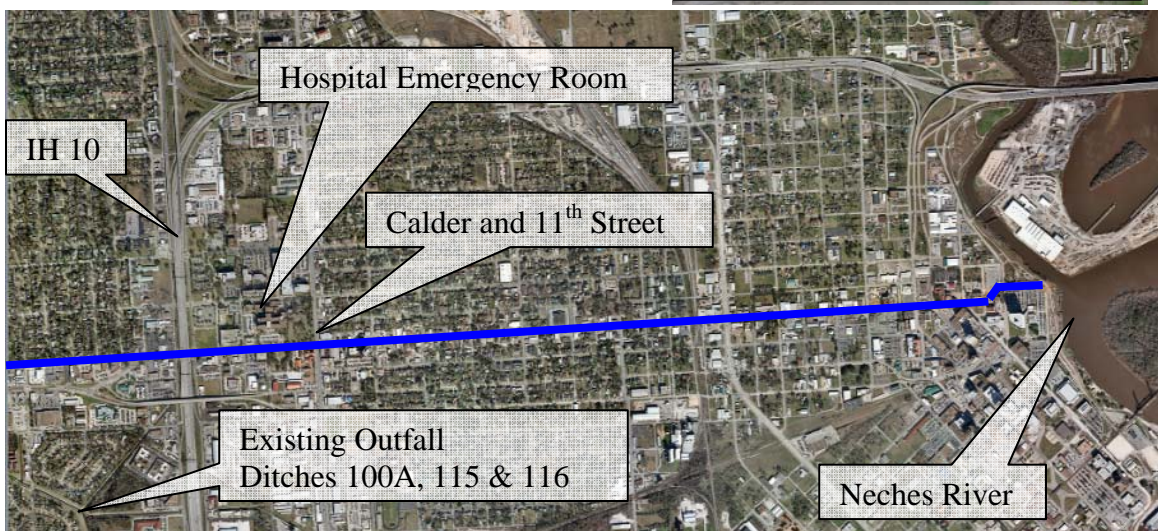 Hospital Emergency Room
IH 10
Calder and 11th Street
Existing Outfall
Ditches 100A, 115 & 116
Neches River